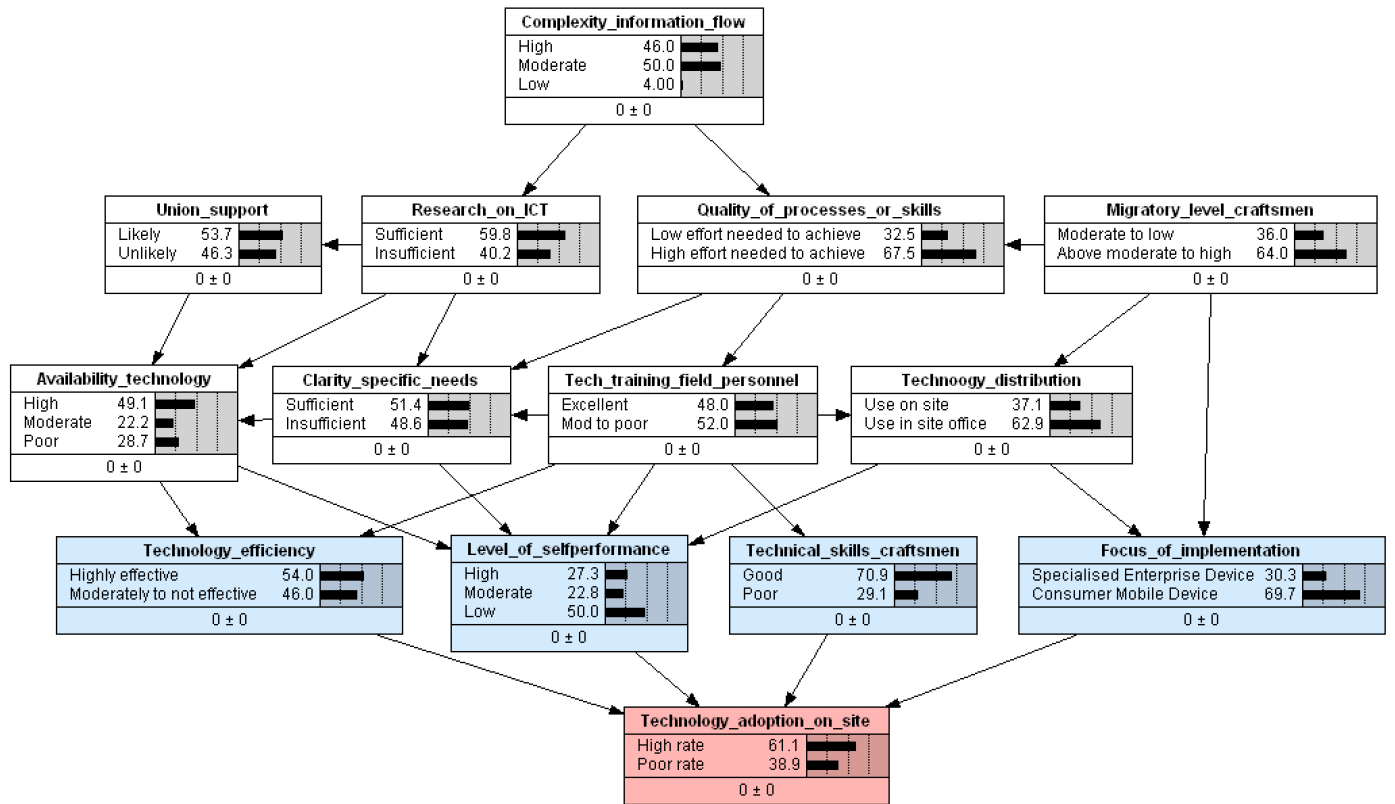 Complexity_information_flow
High 46.0
Moderate 50.0
Low 4.00
0 ± 0
Union_support
Likely 53.7
Unlikely 46.3
0 ± 0
Research_on_ICT
Sufficient 59.8
Insufficient 40.2
0 ± 0
Quality_of_processes_or_skills
Low effort needed to achieve 32.5
High effort needed to achieve 67.5
0 ± 0
Migratory_level_craftsmen
Moderate to low 36.0
Above moderate to high 64.0
0 ± 0
Availability_technology
High 49.1
Moderate 22.2
Poor 28.7
0 ± 0
Clarity_specific_needs
Sufficient 51.4
Insufficient 48.6
0 ± 0
Tech_training_field_personnel
Excellent 48.0
Mod to poor 52.0
0 ± 0
Technoogy_distribution
Use on site 37.1
Use in site office 62.9
0 ± 0
Technology_efficiency
Highly effective 54.0
Moderately to not effective 46.0
0 ± 0
Level_of_selfperformance
High 27.3
Moderate 22.8
Low 50.0
0 ± 0
Technical_skills_craftsmen
Good 70.9
Poor 29.1
0 ± 0
Focus_of_implementation
Specialised Enterprise Device 30.3
Consumer Mobile Device 69.7
0 ± 0
Technology_adoption_on_site
High rate 61.1
Poor rate 38.9
0 ± 0